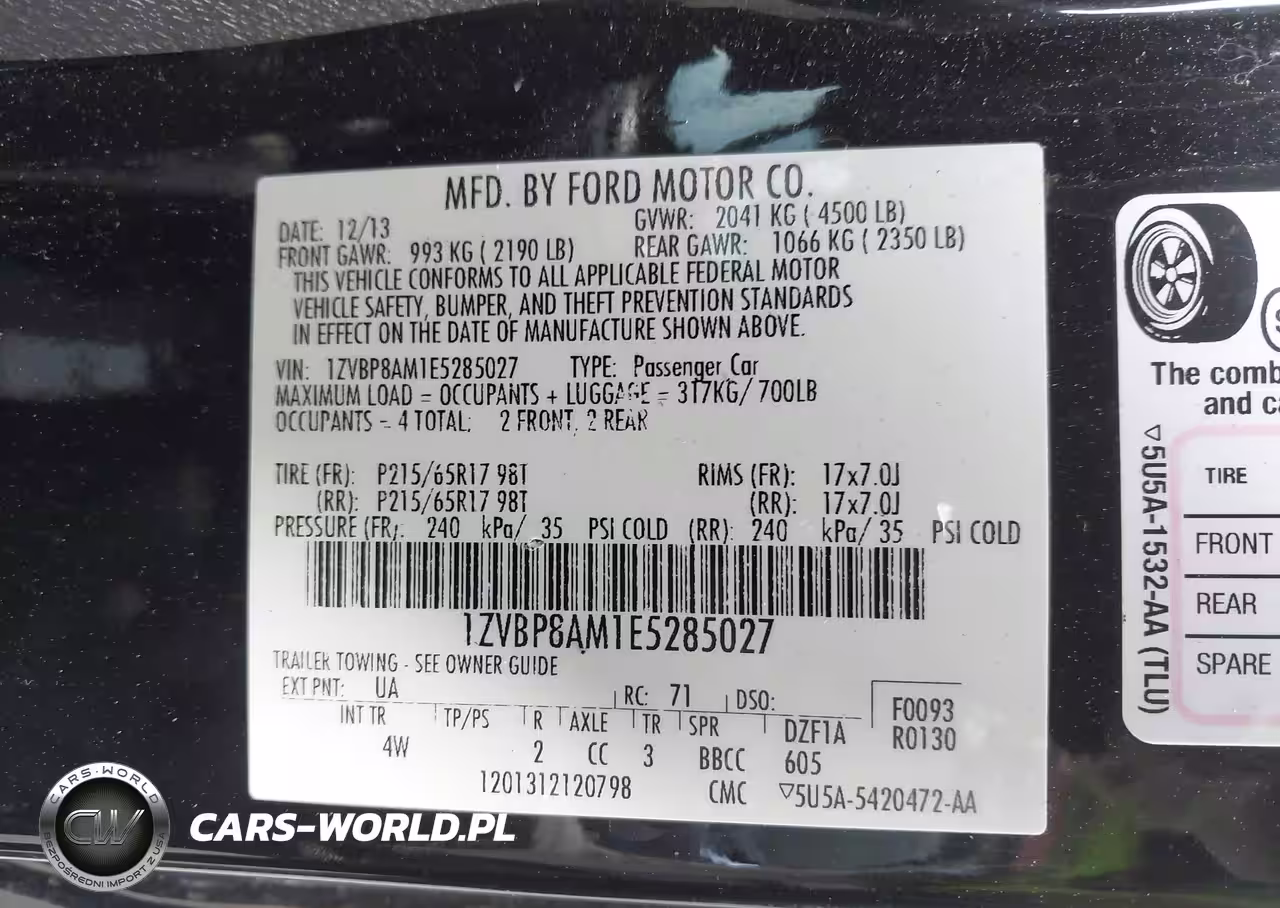 MFD. BY FORD MOTOR CO.
DATE: 12/13 GVWR: 2041 KG ( 4500 LB)
FRONT GAWR: 993 KG ( 2190 LB) REAR GAWR: 1066 KG ( 2350 LB)
THIS VEHICLE CONFORMS TO ALL APPLICABLE FEDERAL MOTOR
VEHICLE SAFETY, BUMPER, AND THEFT PREVENTION STANDARDS
IN EFFECT ON THE DATE OF MANUFACTURE SHOWN ABOVE.
VIN: 1ZVBP8AM1E5285027 TYPE: Passenger Car
MAXIMUM LOAD = OCCUPANTS + LUGGAGE = 317KG/ 700LB
OCCUPANTS - 4 TOTAL; 2 FRONT, 2 REAR
TIRE (FR): P215/65R17 98T RIMS (FR): 17x7.0J
(RR): P215/65R17 98T (RR): 17x7.0J
PRESSURE (FR): 240 kPa/ 35 PSI COLD (RR): 240 kPa/ 35 PSI COLD
1ZVBP8AM1E5285027
TRAILER TOWING - SEE OWNER GUIDE
EXT PNT: UA RC: 71 DSO:
INT TR TP/PS R AXLE TR SPR DZF1A F0093
4W 2 CC 3 BBCC 605 R0130
1201312120798 CMC ▽5U5A-5420472-AA
The comb
and ca
▽5U5A-1532-AA (TLU)
TIRE
FRONT
REAR
SPARE
CARS-WORLD
CW
BEZPOŚREDNI IMPORT Z USA
CARS-WORLD.PL